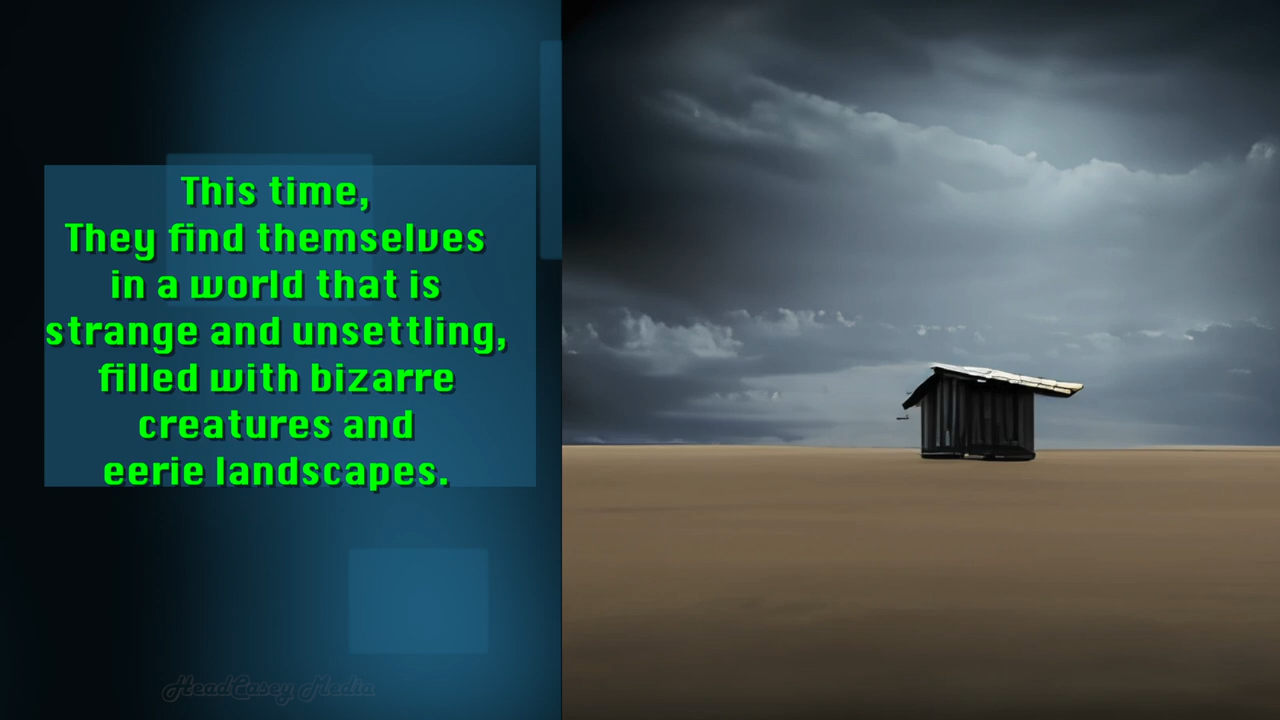 This time,
They find themselves
in a world that is
strange and unsettling,
filled with bizarre
creatures and
eerie landscapes.
HeadCasey Media